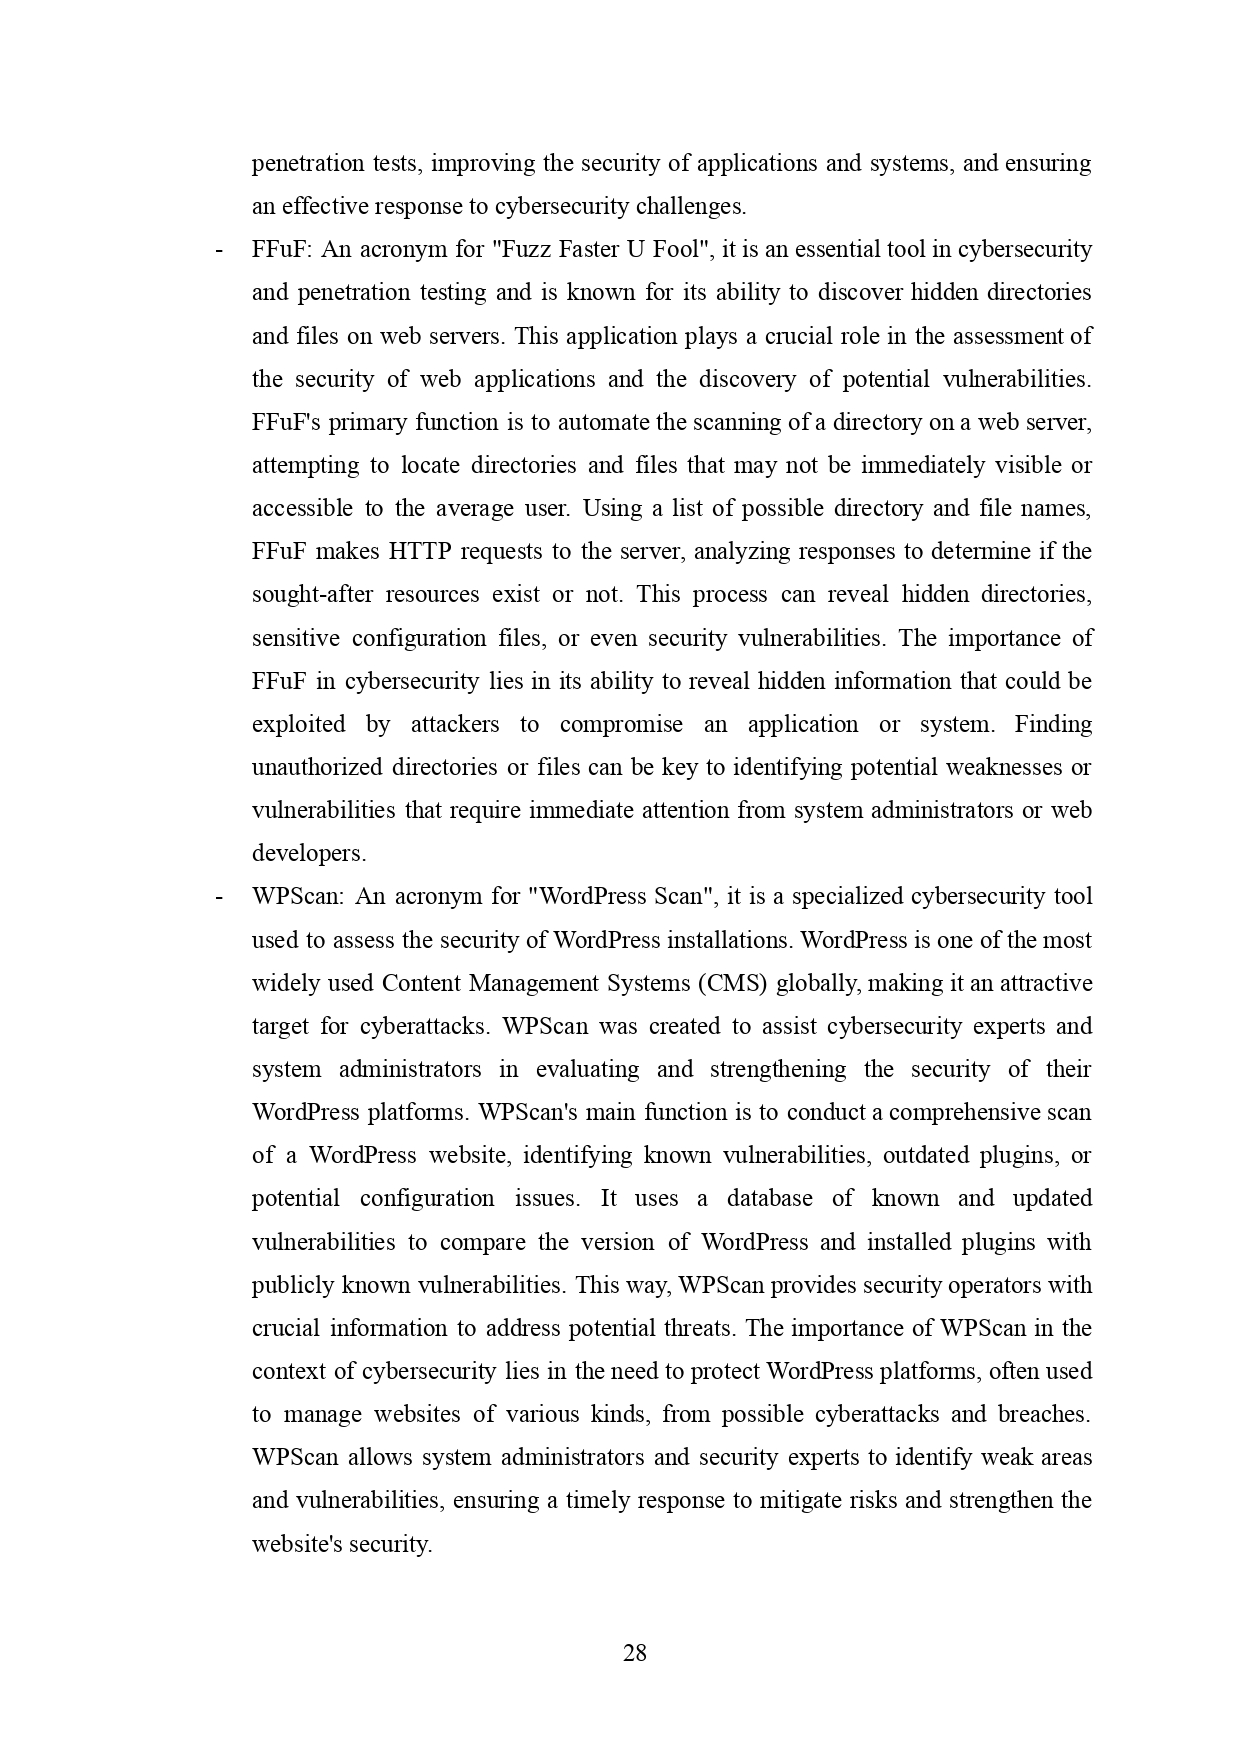 penetration tests, improving the security of applications and systems, and ensuring
an effective response to cybersecurity challenges.
- FFuF: An acronym for "Fuzz Faster U Fool", it is an essential tool in cybersecurity
and penetration testing and is known for its ability to discover hidden directories
and files on web servers. This application plays a crucial role in the assessment of
the security of web applications and the discovery of potential vulnerabilities.
FFuF's primary function is to automate the scanning of a directory on a web server,
attempting to locate directories and files that may not be immediately visible or
accessible to the average user. Using a list of possible directory and file names,
FFuF makes HTTP requests to the server, analyzing responses to determine if the
sought-after resources exist or not. This process can reveal hidden directories,
sensitive configuration files, or even security vulnerabilities. The importance of
FFuF in cybersecurity lies in its ability to reveal hidden information that could be
exploited by attackers to compromise an application or system. Finding
unauthorized directories or files can be key to identifying potential weaknesses or
vulnerabilities that require immediate attention from system administrators or web
developers.
- WPScan: An acronym for "WordPress Scan", it is a specialized cybersecurity tool
used to assess the security of WordPress installations. WordPress is one of the most
widely used Content Management Systems (CMS) globally, making it an attractive
target for cyberattacks. WPScan was created to assist cybersecurity experts and
system administrators in evaluating and strengthening the security of their
WordPress platforms. WPScan's main function is to conduct a comprehensive scan
of a WordPress website, identifying known vulnerabilities, outdated plugins, or
potential configuration issues. It uses a database of known and updated
vulnerabilities to compare the version of WordPress and installed plugins with
publicly known vulnerabilities. This way, WPScan provides security operators with
crucial information to address potential threats. The importance of WPScan in the
context of cybersecurity lies in the need to protect WordPress platforms, often used
to manage websites of various kinds, from possible cyberattacks and breaches.
WPScan allows system administrators and security experts to identify weak areas
and vulnerabilities, ensuring a timely response to mitigate risks and strengthen the
website's security.
28